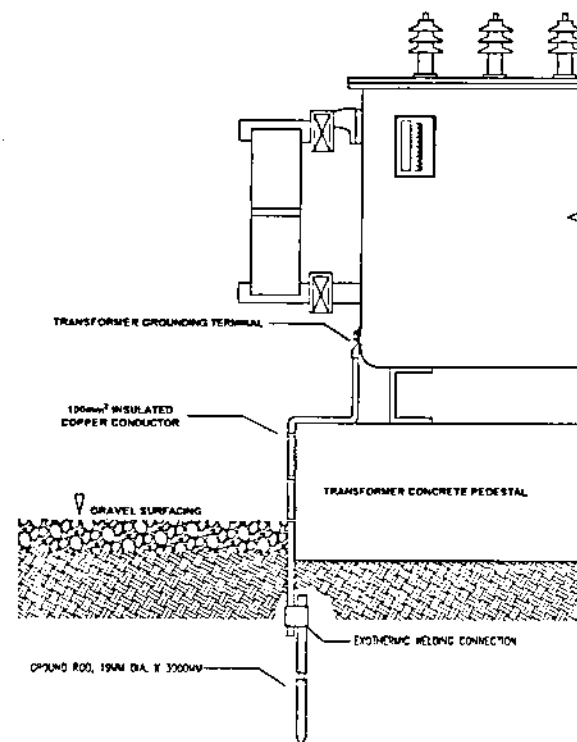 TRANSFORMER GROUNDING TERMINAL
100mm² INSULATED
COPPER CONDUCTOR
TRANSFORMER CONCRETE PEDESTAL
GRAVEL SURFACING
EXOTHERMIC WELDING CONNECTION
GROUND ROD, 19MM DIA. X 3000MM